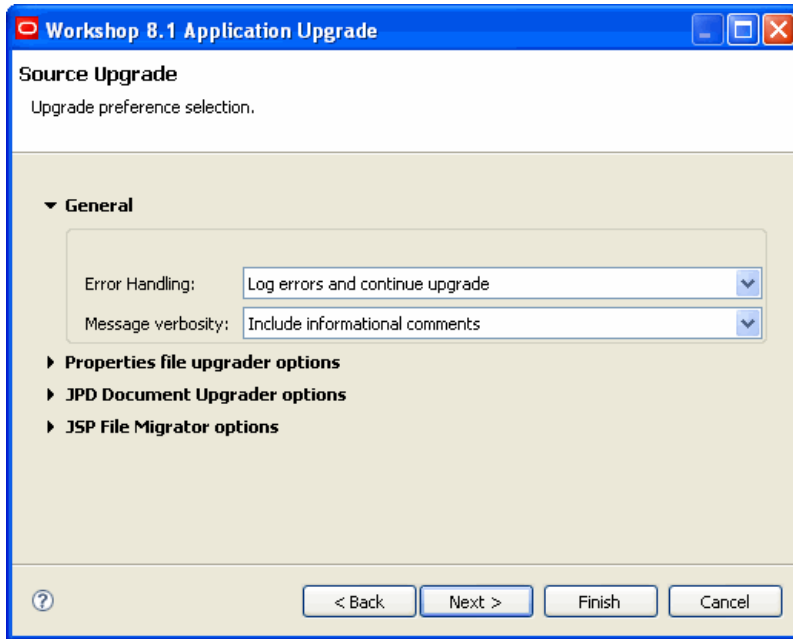 Workshop 8.1 Application Upgrade
Source Upgrade
Upgrade preference selection.
General
Error Handling: Log errors and continue upgrade
Message verbosity: Include informational comments
Properties file upgrader options
JPD Document Upgrader options
JSP File Migrator options
? < Back Next > Finish Cancel